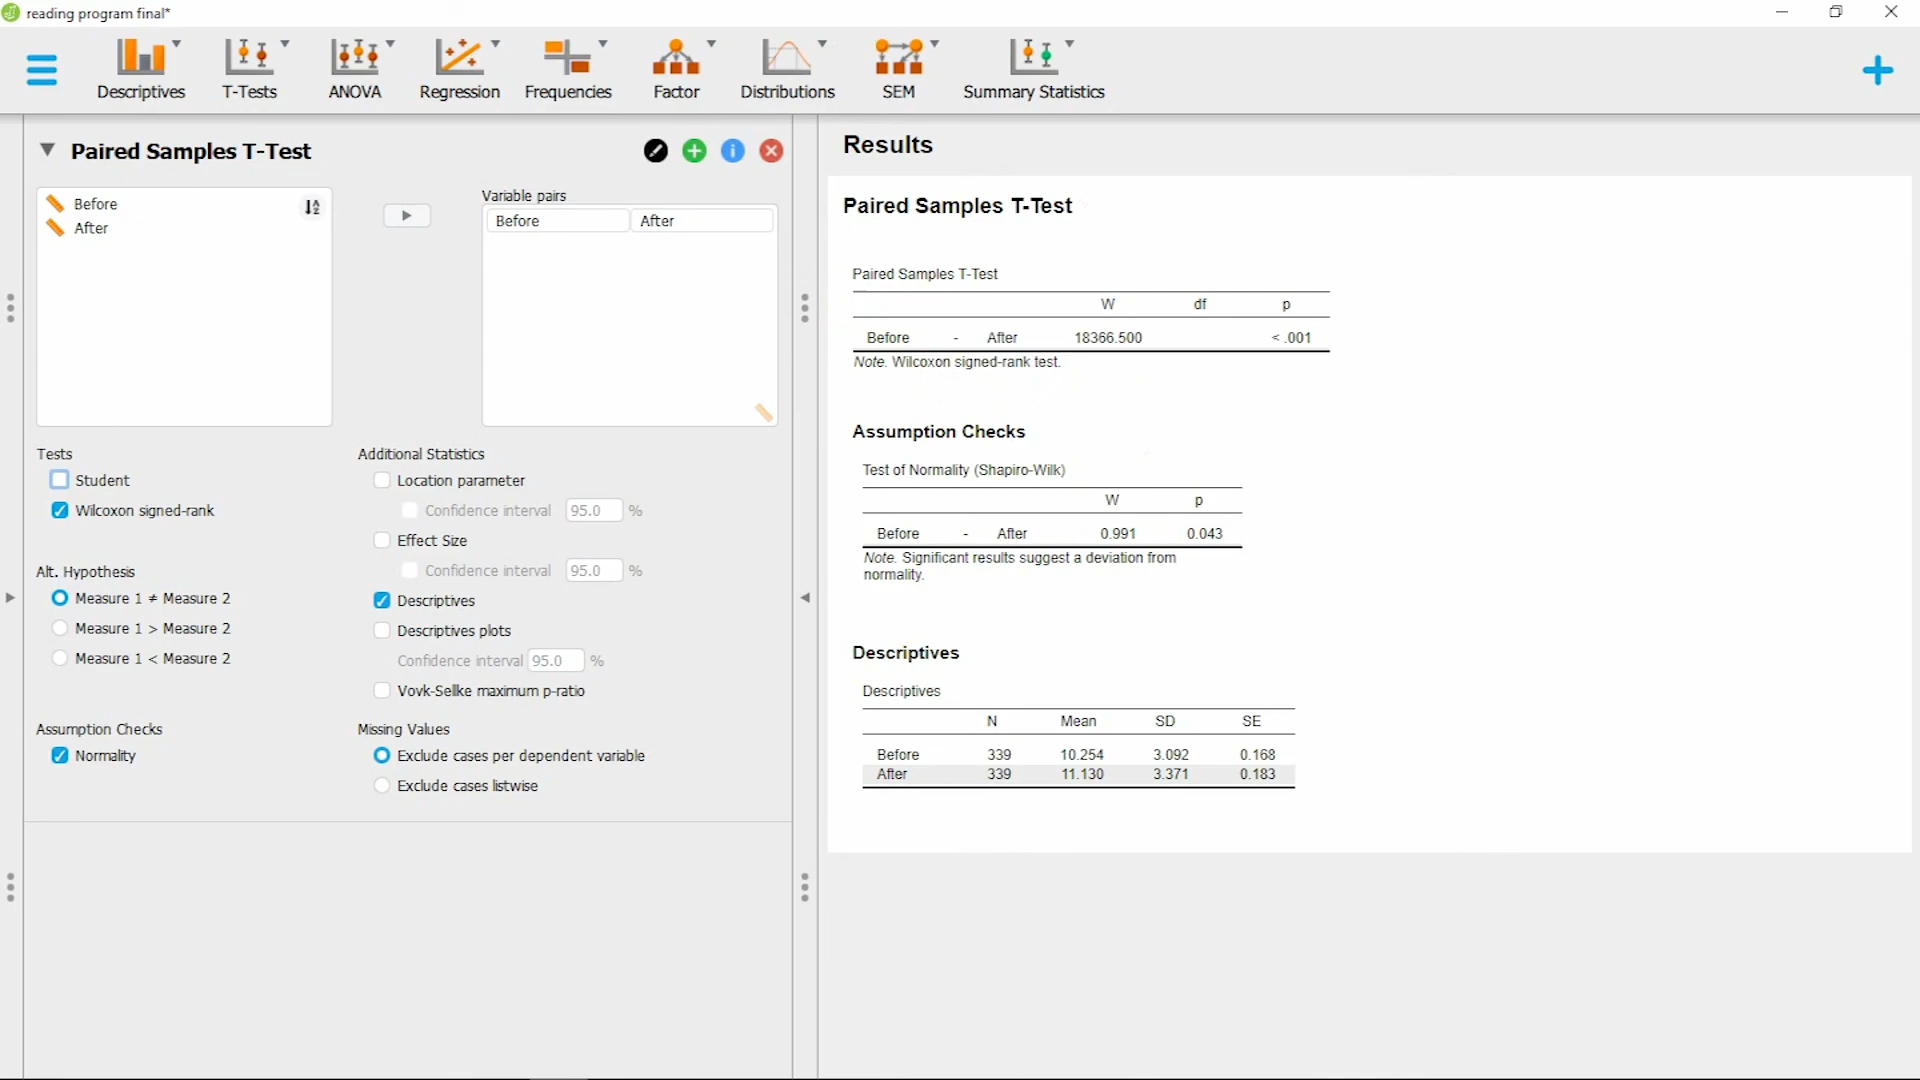 reading program final*
Descriptives
T-Tests
ANOVA
Regression
Frequencies
Factor
Distributions
SEM
Summary Statistics
Paired Samples T-Test
Before
After
Variable pairs
Before After
Tests
Student
Wilcoxon signed-rank
Alt. Hypothesis
Measure 1 ≠ Measure 2
Measure 1 > Measure 2
Measure 1 < Measure 2
Assumption Checks
Normality
Additional Statistics
Location parameter
Confidence interval 95.0 %
Effect Size
Confidence interval 95.0 %
Descriptives
Descriptives plots
Confidence interval 95.0 %
Vovk-Sellke maximum p-ratio
Missing Values
Exclude cases per dependent variable
Exclude cases listwise
Results
Paired Samples T-Test
Paired Samples T-Test
W df p
Before - After 18366.500 < .001
Note. Wilcoxon signed-rank test.
Assumption Checks
Test of Normality (Shapiro-Wilk)
W p
Before - After 0.991 0.043
Note. Significant results suggest a deviation from
normality.
Descriptives
Descriptives
N Mean SD SE
Before 339 10.254 3.092 0.168
After 339 11.130 3.371 0.183